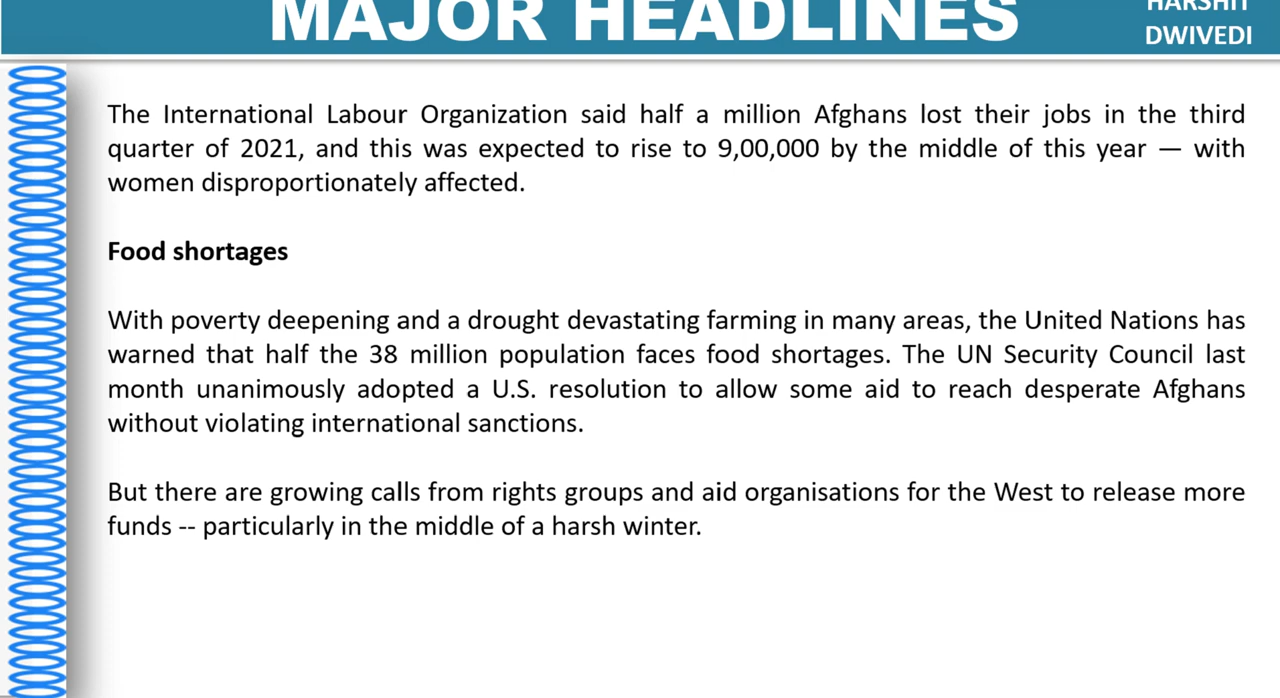 MAJOR HEADLINES
HARSHIT
DWIVEDI
The International Labour Organization said half a million Afghans lost their jobs in the third
quarter of 2021, and this was expected to rise to 9,00,000 by the middle of this year — with
women disproportionately affected.
Food shortages
With poverty deepening and a drought devastating farming in many areas, the United Nations has
warned that half the 38 million population faces food shortages. The UN Security Council last
month unanimously adopted a U.S. resolution to allow some aid to reach desperate Afghans
without violating international sanctions.
But there are growing calls from rights groups and aid organisations for the West to release more
funds -- particularly in the middle of a harsh winter.